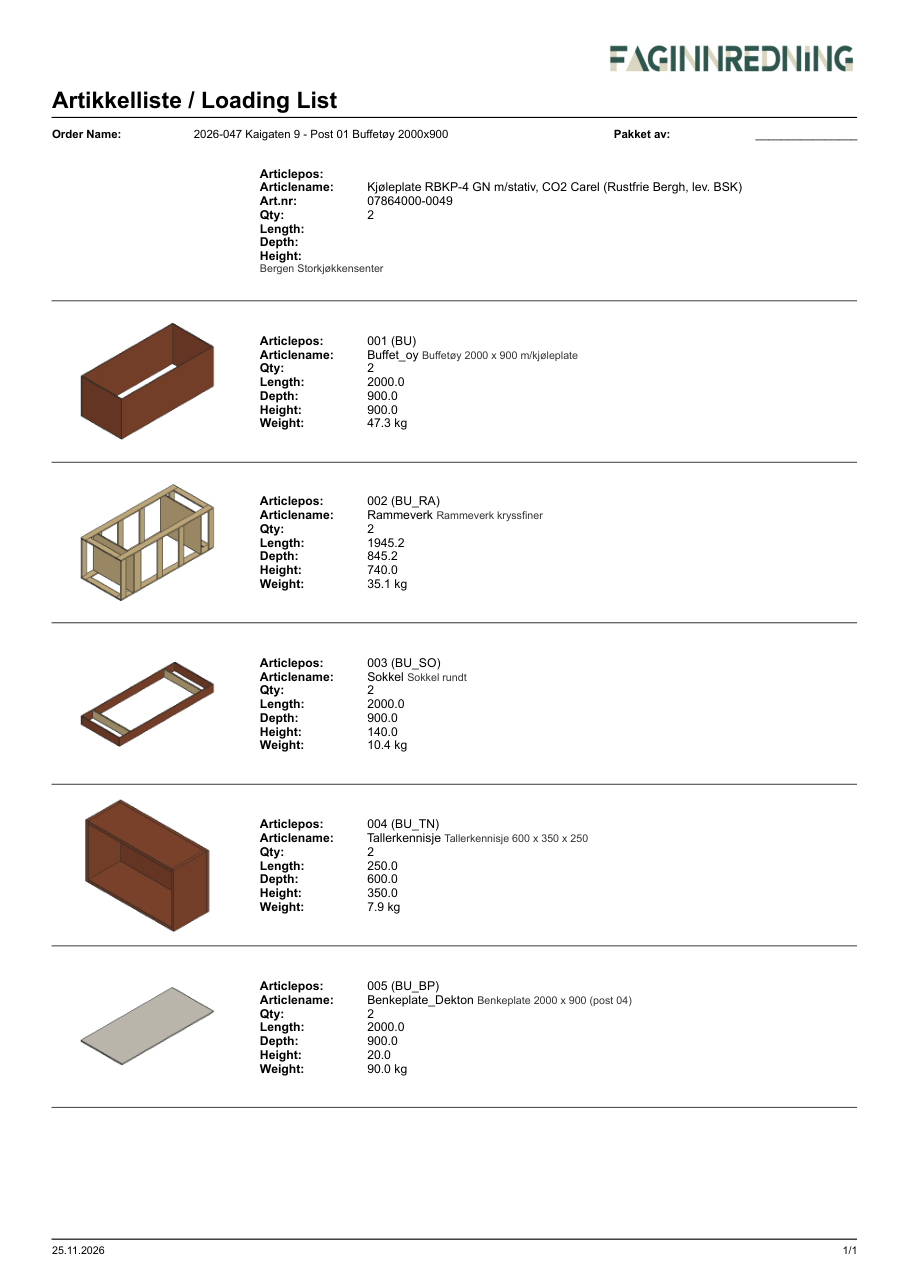 FAGINNREDNING
Artikkelliste / Loading List
Order Name: 2026-047 Kaigaten 9 - Post 01 Buffetøy 2000x900 Pakket av: ________________
Articlepos:
Articlename: Kjøleplate RBKP-4 GN m/stativ, CO2 Carel (Rustfrie Bergh, lev. BSK)
Art.nr: 07864000-0049
Qty: 2
Length:
Depth:
Height:
Bergen Storkjøkkensenter
Articlepos: 001 (BU)
Articlename: Buffet_oy Buffetøy 2000 x 900 m/kjøleplate
Qty: 2
Length: 2000.0
Depth: 900.0
Height: 900.0
Weight: 47.3 kg
Articlepos: 002 (BU_RA)
Articlename: Rammeverk Rammeverk kryssfiner
Qty: 2
Length: 1945.2
Depth: 845.2
Height: 740.0
Weight: 35.1 kg
Articlepos: 003 (BU_SO)
Articlename: Sokkel Sokkel rundt
Qty: 2
Length: 2000.0
Depth: 900.0
Height: 140.0
Weight: 10.4 kg
Articlepos: 004 (BU_TN)
Articlename: Tallerkennisje Tallerkennisje 600 x 350 x 250
Qty: 2
Length: 250.0
Depth: 600.0
Height: 350.0
Weight: 7.9 kg
Articlepos: 005 (BU_BP)
Articlename: Benkeplate_Dekton Benkeplate 2000 x 900 (post 04)
Qty: 2
Length: 2000.0
Depth: 900.0
Height: 20.0
Weight: 90.0 kg
25.11.2026 1/1